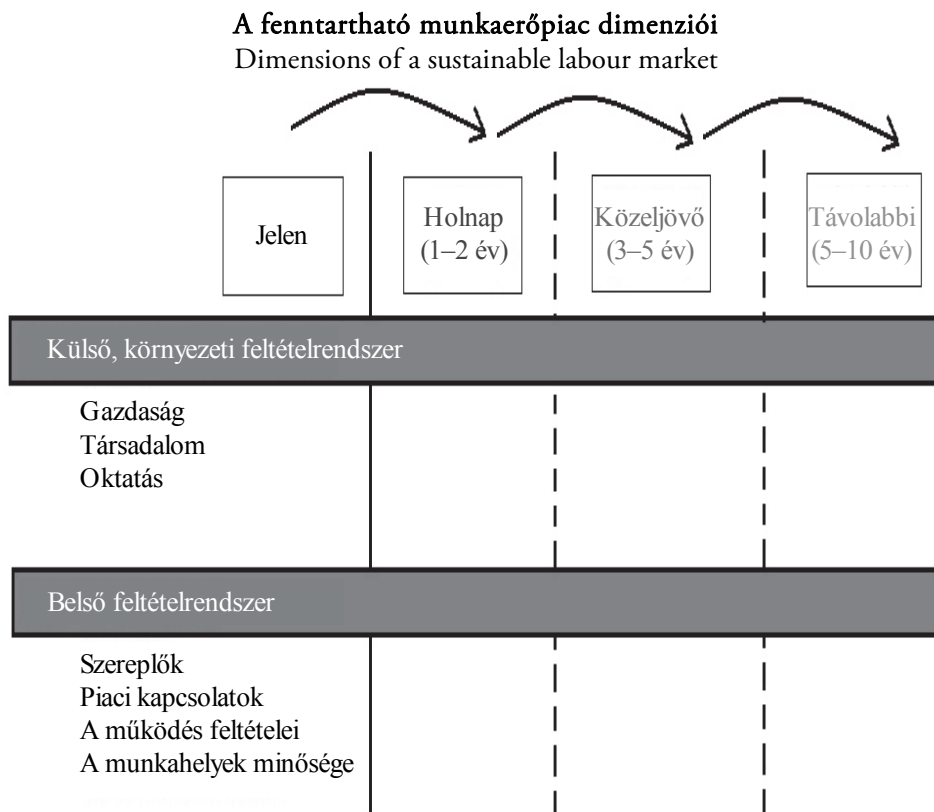 A fenntartható munkaerőpiac dimenziói
Dimensions of a sustainable labour market
Jelen
Holnap
(1–2 év)
Közeljövő
(3–5 év)
Távolabbi
(5–10 év)
Külső, környezeti feltételrendszer
Gazdaság
Társadalom
Oktatás
Belső feltételrendszer
Szereplők
Piaci kapcsolatok
A működés feltételei
A munkahelyek minősége